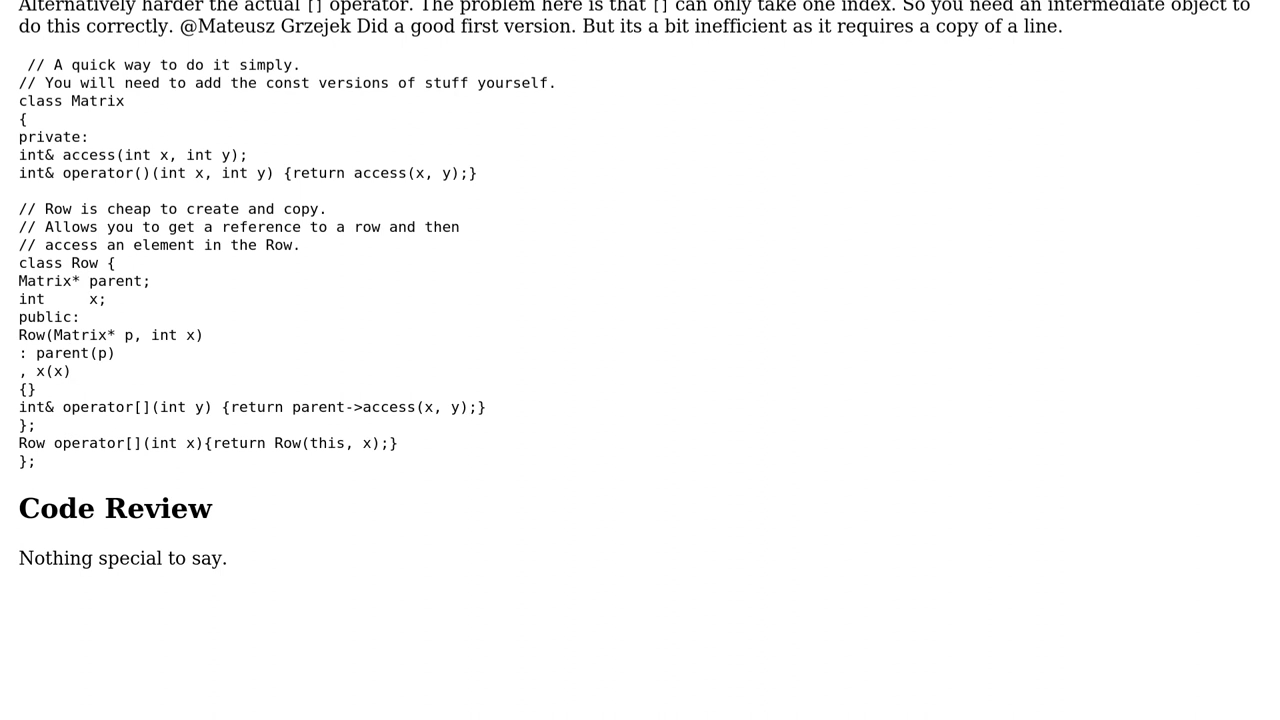 Alternatively harder the actual [] operator. The problem here is that [] can only take one index. So you need an intermediate object to
do this correctly. @Mateusz Grzejek Did a good first version. But its a bit inefficient as it requires a copy of a line.
// A quick way to do it simply.
// You will need to add the const versions of stuff yourself.
class Matrix
{
private:
int& access(int x, int y);
int& operator()(int x, int y) {return access(x, y);}
// Row is cheap to create and copy.
// Allows you to get a reference to a row and then
// access an element in the Row.
class Row {
Matrix* parent;
int     x;
public:
Row(Matrix* p, int x)
: parent(p)
, x(x)
{}
int& operator[](int y) {return parent->access(x, y);}
};
Row operator[](int x){return Row(this, x);}
};
Code Review
Nothing special to say.